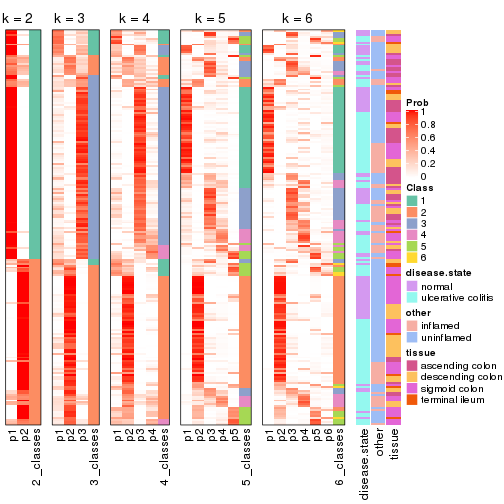 k = 2 k = 3 k = 4 k = 5 k = 6
Prob
1
0.8
0.6
0.4
0.2
0
Class
1
2
3
4
5
6
disease.state
normal
ulcerative colitis
other
inflamed
uninflamed
tissue
ascending colon
descending colon
sigmoid colon
terminal ileum
p1 p2 2_classes p1 p2 p3 3_classes p1 p2 p3 p4 4_classes p1 p2 p3 p4 p5 5_classes p1 p2 p3 p4 p5 p6 6_classes disease.state other tissue